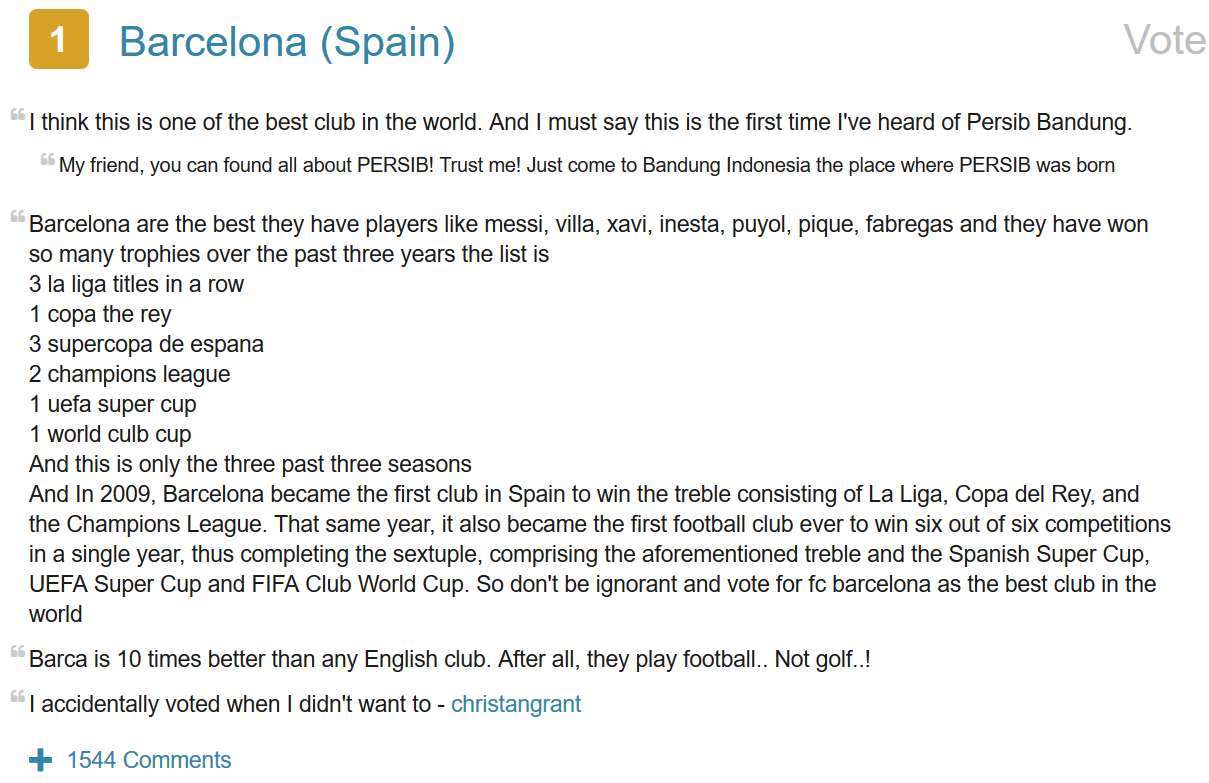 1 Barcelona (Spain) Vote
I think this is one of the best club in the world. And I must say this is the first time I've heard of Persib Bandung.
My friend, you can found all about PERSIB! Trust me! Just come to Bandung Indonesia the place where PERSIB was born
Barcelona are the best they have players like messi, villa, xavi, inesta, puyol, pique, fabregas and they have won
so many trophies over the past three years the list is
3 la liga titles in a row
1 copa the rey
3 supercopa de espana
2 champions league
1 uefa super cup
1 world culb cup
And this is only the three past three seasons
And In 2009, Barcelona became the first club in Spain to win the treble consisting of La Liga, Copa del Rey, and
the Champions League. That same year, it also became the first football club ever to win six out of six competitions
in a single year, thus completing the sextuple, comprising the aforementioned treble and the Spanish Super Cup,
UEFA Super Cup and FIFA Club World Cup. So don't be ignorant and vote for fc barcelona as the best club in the
world
Barca is 10 times better than any English club. After all, they play football.. Not golf..!
I accidentally voted when I didn't want to - christangrant
1544 Comments